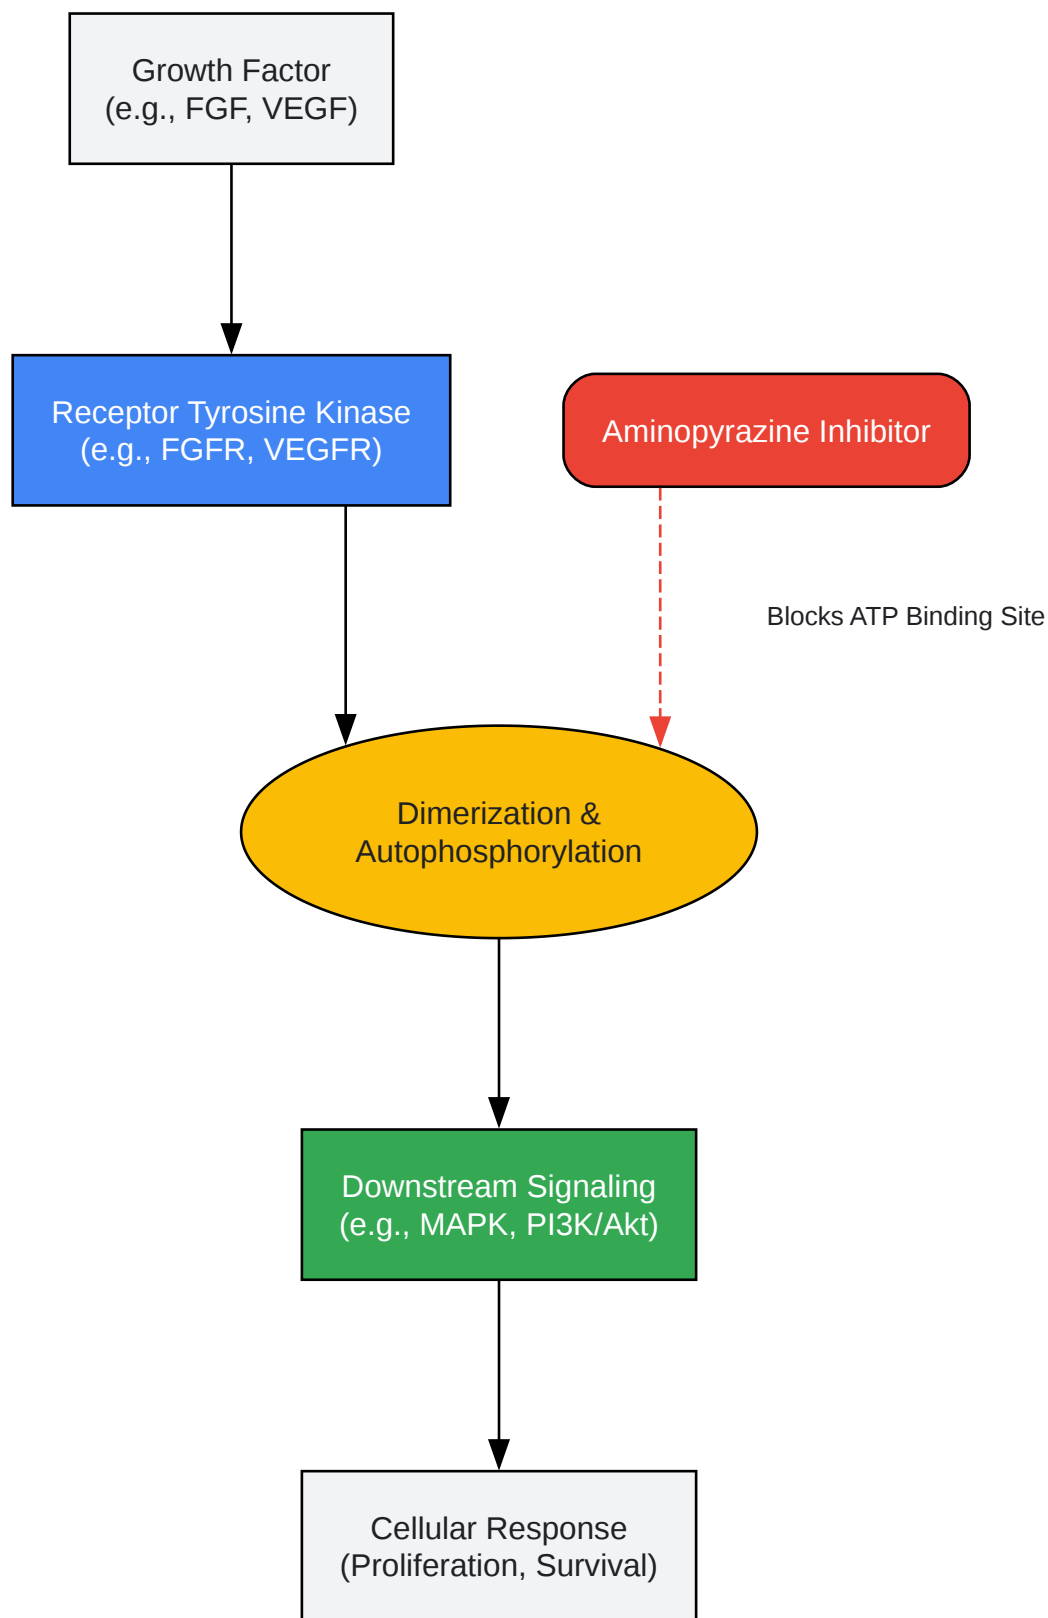 Growth Factor
(e.g., FGF, VEGF)
Receptor Tyrosine Kinase
(e.g., FGFR, VEGFR)
Aminopyrazine Inhibitor
Blocks ATP Binding Site
Dimerization &
Autophosphorylation
Downstream Signaling
(e.g., MAPK, PI3K/Akt)
Cellular Response
(Proliferation, Survival)